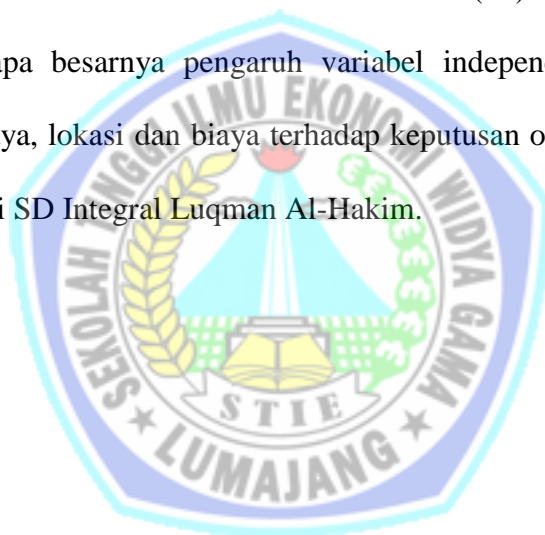 apa besarnya pengaruh variabel indepen
ya, lokasi dan biaya terhadap keputusan o
i SD Integral Luqman Al-Hakim.
SEKOLAH TINGGI ILMU EKONOMI WIDYA GAMA
STIE
LUMAJANG